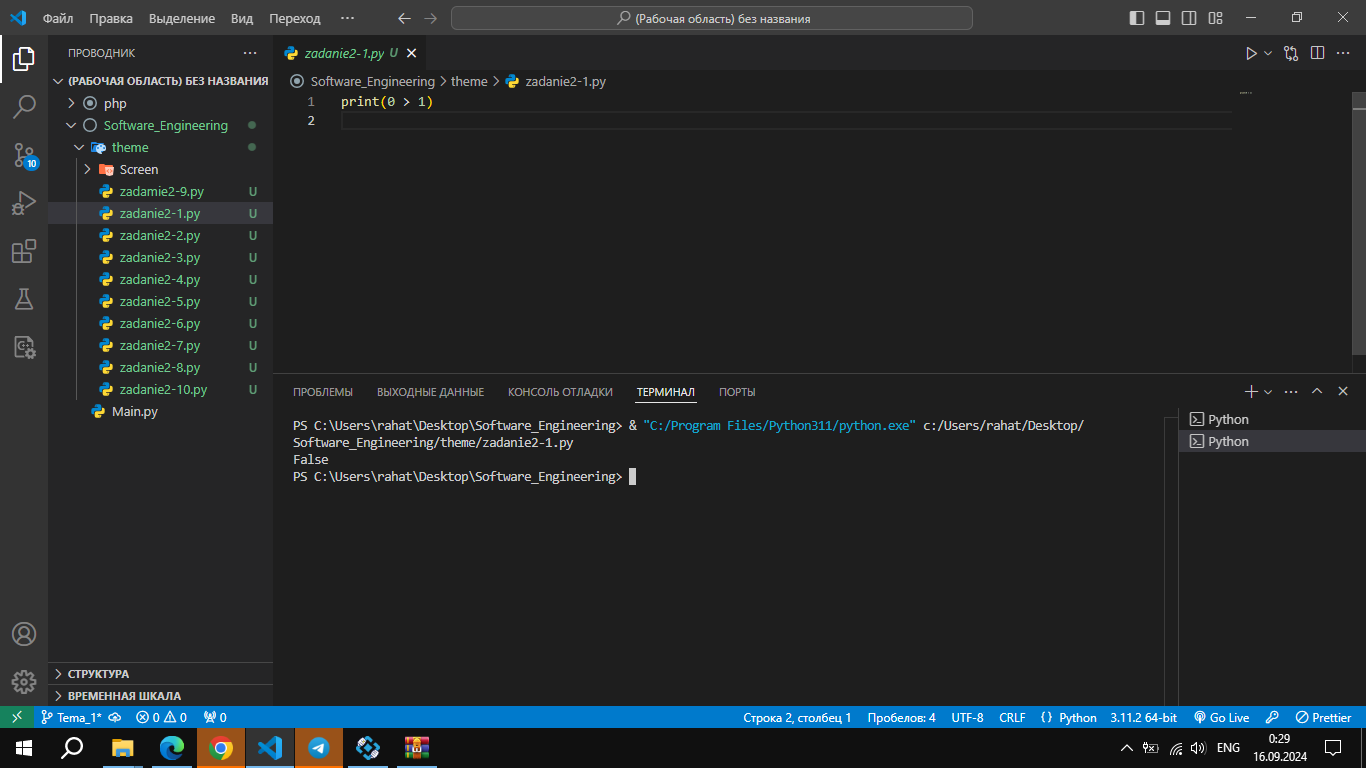 Файл Правка Выделение Вид Переход ···
(Рабочая область) без названия
ПРОВОДНИК ···
(РАБОЧАЯ ОБЛАСТЬ) БЕЗ НАЗВАНИЯ
php
Software_Engineering
theme
Screen
zadamie2-9.py U
zadanie2-1.py U
zadanie2-2.py U
zadanie2-3.py U
zadanie2-4.py U
zadanie2-5.py U
zadanie2-6.py U
zadanie2-7.py U
zadanie2-8.py U
zadanie2-10.py U
Main.py
10
СТРУКТУРА
ВРЕМЕННАЯ ШКАЛА
zadanie2-1.py U
Software_Engineering > theme > zadanie2-1.py
1 print(0 > 1)
2
ПРОБЛЕМЫ ВЫХОДНЫЕ ДАННЫЕ КОНСОЛЬ ОТЛАДКИ ТЕРМИНАЛ ПОРТЫ
PS C:\Users\rahat\Desktop\Software_Engineering> & "C:/Program Files/Python311/python.exe" c:/Users/rahat/Desktop/
Software_Engineering/theme/zadanie2-1.py
False
PS C:\Users\rahat\Desktop\Software_Engineering>
Python
Python
Tema_1* 0 0 0 Строка 2, столбец 1 Пробелов: 4 UTF-8 CRLF {} Python 3.11.2 64-bit Go Live Prettier
ENG
0:29
16.09.2024